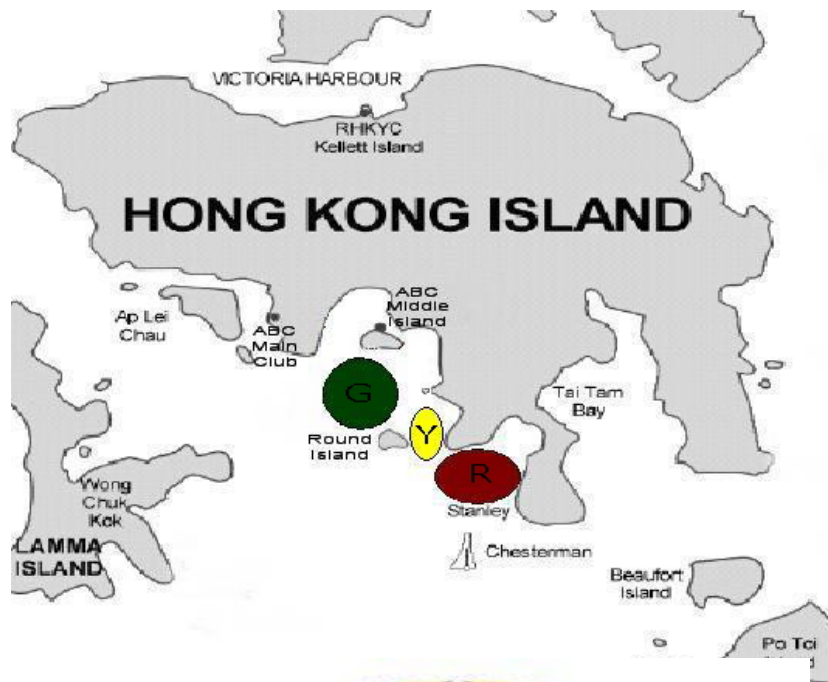 VICTORIA HARBOUR
RHKYC
Kellett Island
HONG KONG ISLAND
ABC
Middle
Island
Ap Lei
Chau
ABC
Main
Club
G
Tai Tam
Bay
Y
Round
Island
R
Wong
Chuk
Kok
Stanley
LAMMA
ISLAND
Chesterman
Beaufort
Island
Po Toi